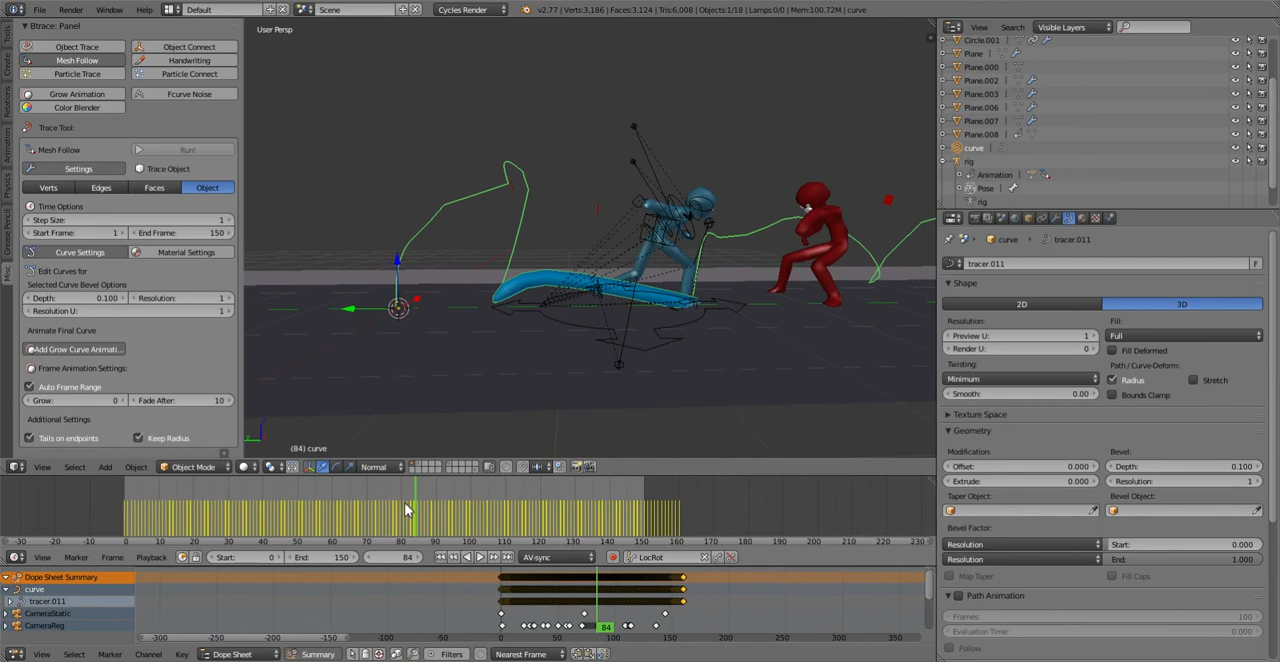 File Render Window Help Default Scene Cycles Render v2.77 | Verts:3,186 | Faces:3,124 | Tris:6,008 | Objects:1/18 | Lamps:0/0 | Mem:100.72M | curve
Btrace: Panel
Ojbect Trace Object Connect
Mesh Follow Handwriting
Particle Trace Particle Connect
Grow Animation Fcurve Noise
Color Blender
Trace Tool:
Mesh Follow Run!
Settings Trace Object
Verts Edges Faces Object
Time Options
Step Size: 1
Start Frame: 1 End Frame: 150
Curve Settings Material Settings
Edit Curves for
Selected Curve Bevel Options
Depth: 0.100 Resolution: 1
Resolution U: 1
Animate Final Curve
Add Grow Curve Animati...
Frame Animation Settings:
Auto Frame Range
Grow: 0 Fade After: 10
Additional Settings
Tails on endpoints Keep Radius
Tools
Create
Relations
Animation
Physics
Grease Pencil
Misc
User Persp
(84) curve
View Select Add Object Object Mode Normal
-30 -20 -10 0 10 20 30 40 50 60 70 80 90 100 110 120 130 140 150 160 170 180 190 200 210 220 230
View Marker Frame Playback Start: 0 End: 150 84 AV-sync LocRot
Dope Sheet Summary
curve
tracer.011
CameraStatic
CameraReg
-300 -250 -200 -150 -100 -50 0 50 84 100 150 200 250 300 350
View Select Marker Channel Key Dope Sheet Summary Filters Nearest Frame
View Search Visible Layers
Circle.001
Plane
Plane.000
Plane.002
Plane.003
Plane.006
Plane.007
Plane.008
curve
rig
Animation
Pose
rig
curve tracer.011
tracer.011 F
Shape
2D 3D
Resolution: Fill:
Preview U: 1 Full
Render U: 0 Fill Deformed
Twisting: Path / Curve-Deform:
Minimum Radius Stretch
Smooth: 0.00 Bounds Clamp
Texture Space
Geometry
Modification: Bevel:
Offset: 0.000 Depth: 0.100
Extrude: 0.000 Resolution: 1
Taper Object: Bevel Object:
Bevel Factor:
Resolution Start: 0.000
Resolution End: 1.000
Map Taper Fill Caps
Path Animation
Frames: 100
Evaluation Time: 0.000
Follow